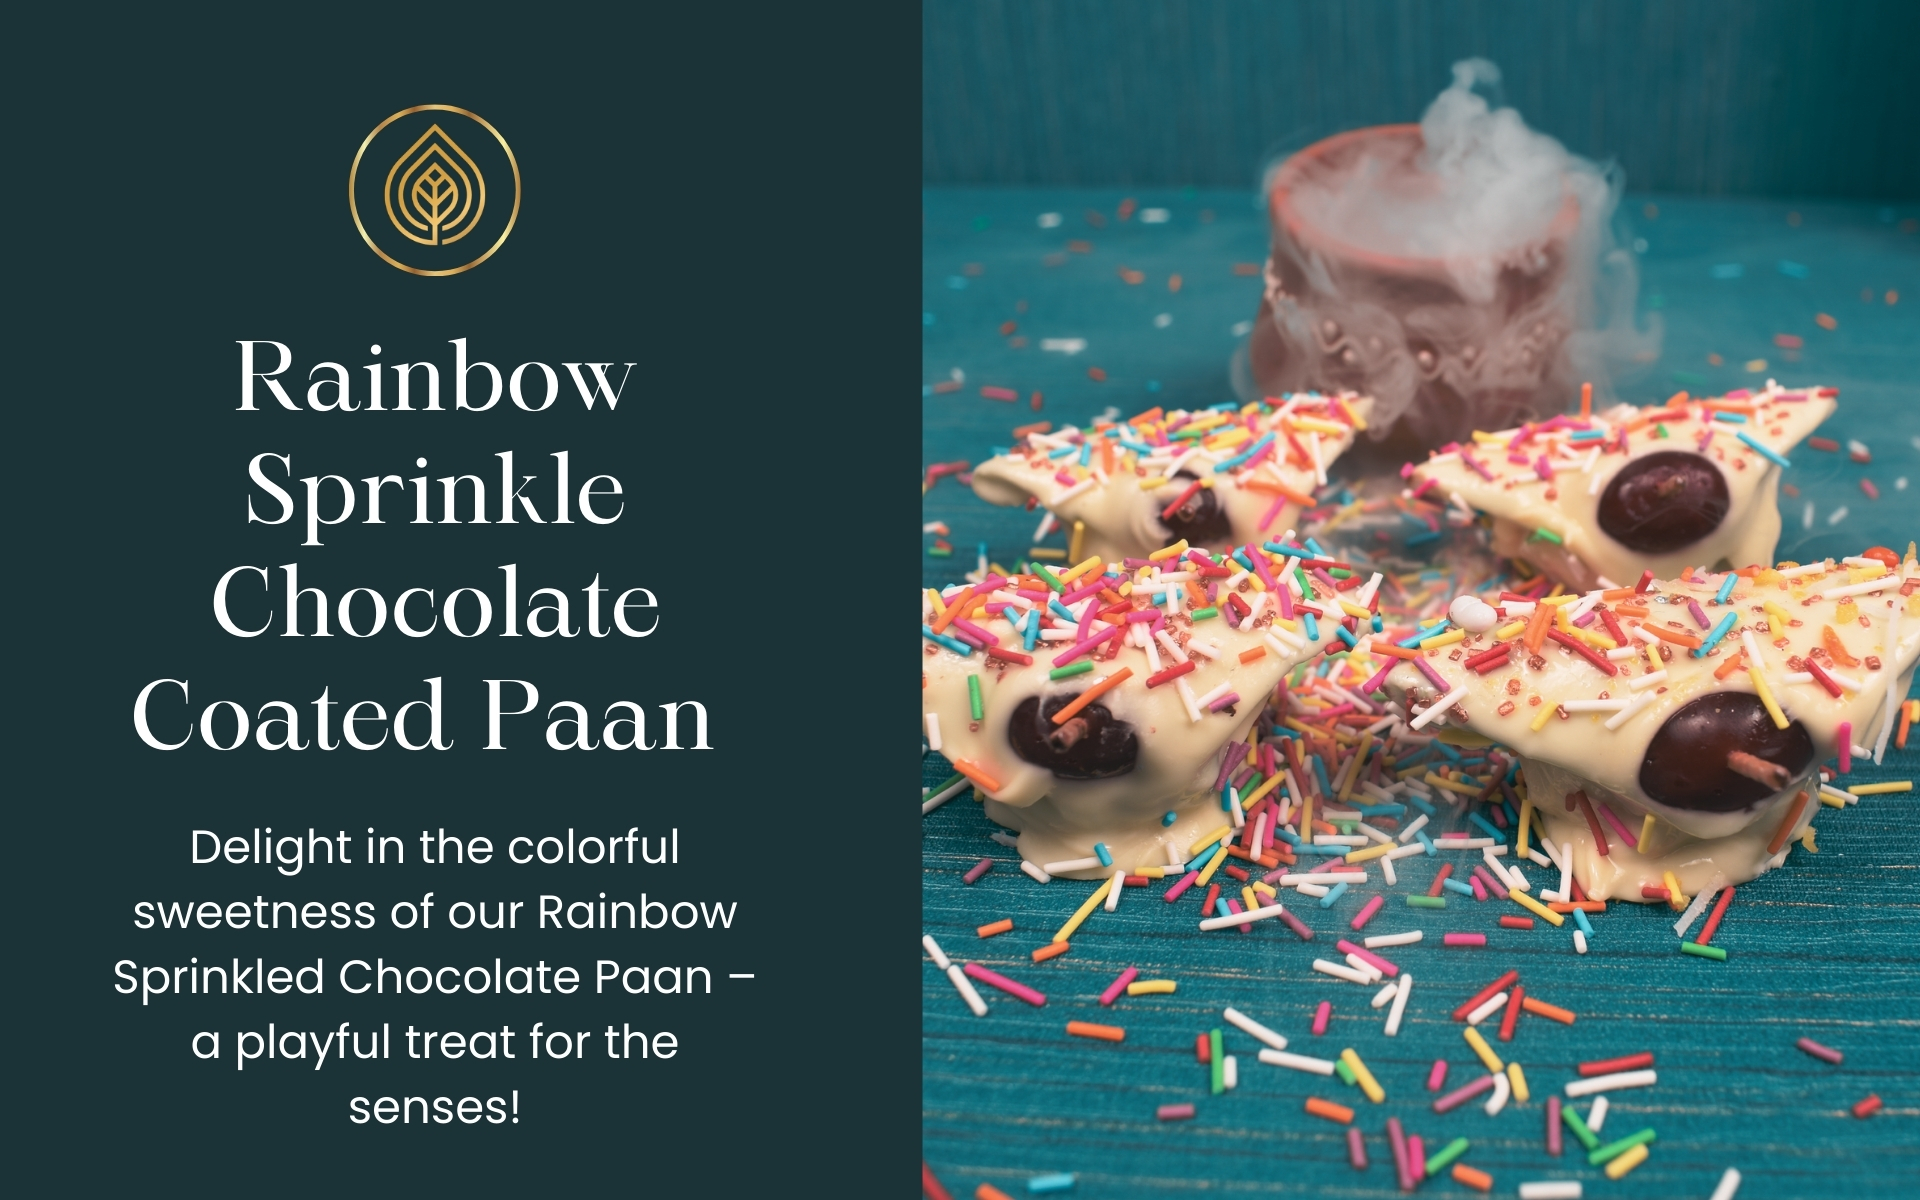 Rainbow
Sprinkle
Chocolate
Coated Paan
Delight in the colorful
sweetness of our Rainbow
Sprinkled Chocolate Paan –
a playful treat for the
senses!